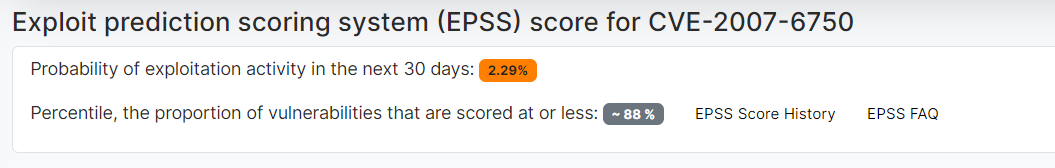 Exploit prediction scoring system (EPSS) score for CVE-2007-6750
Probability of exploitation activity in the next 30 days: 2.29%
Percentile, the proportion of vulnerabilities that are scored at or less: ~ 88 % EPSS Score History EPSS FAQ